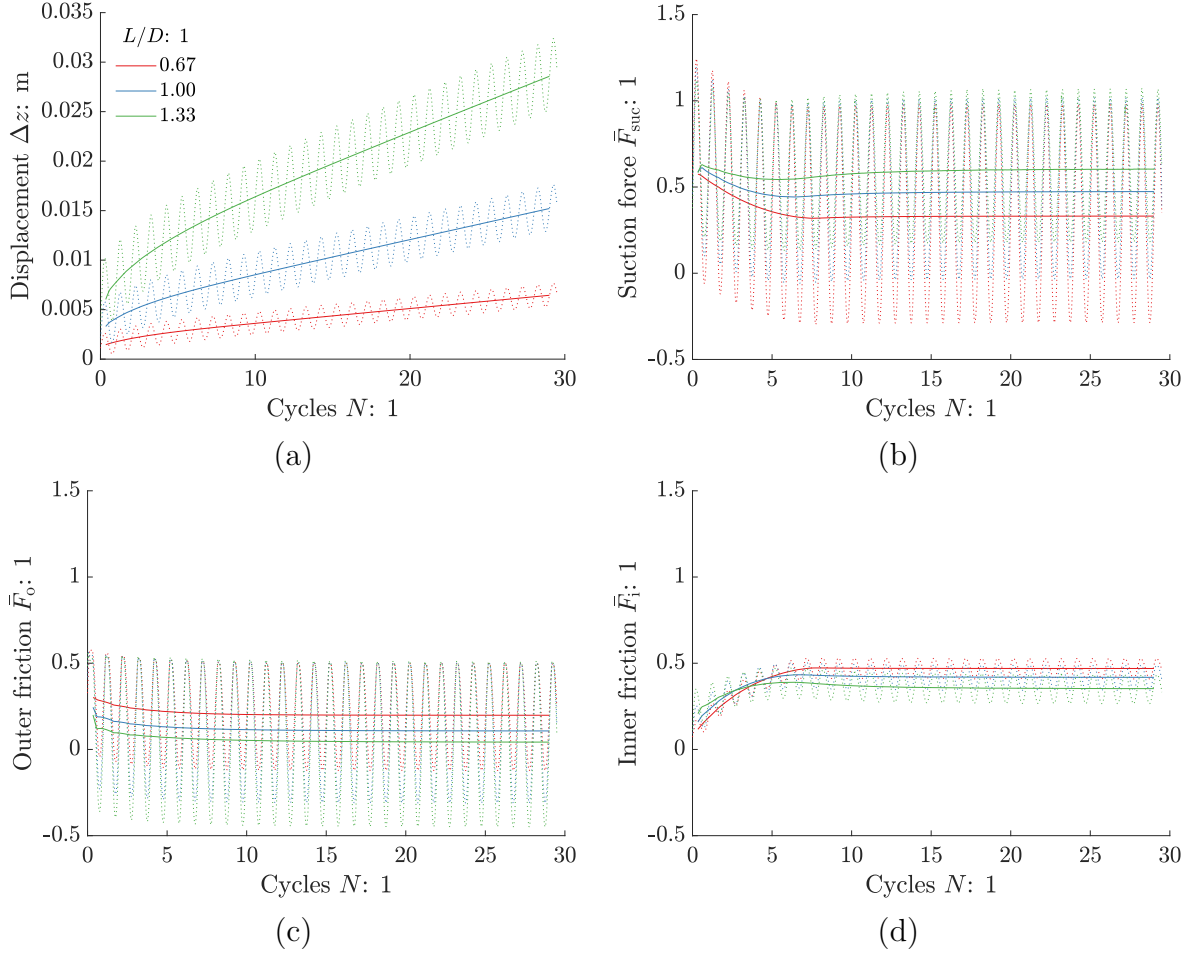 0.035
0.03
0.025
0.02
0.015
0.01
0.005
0
Displacement Δz: m
L/D: 1
0.67
1.00
1.33
0 10 20 30
Cycles N: 1
(a)
1.5
1
0.5
0
-0.5
Suction force F̄suc: 1
0 5 10 15 20 25 30
Cycles N: 1
(b)
1.5
1
0.5
0
-0.5
Outer friction F̄o: 1
0 5 10 15 20 25 30
Cycles N: 1
(c)
1.5
1
0.5
0
-0.5
Inner friction F̄i: 1
0 5 10 15 20 25 30
Cycles N: 1
(d)